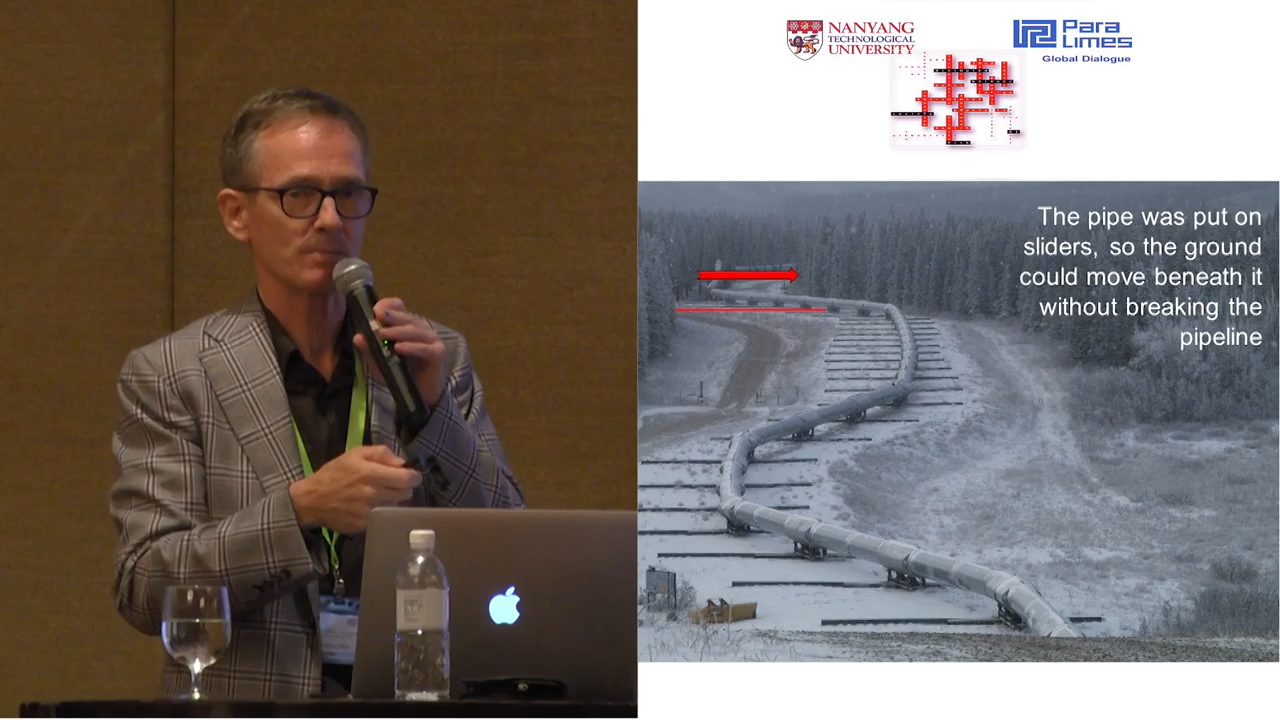 NANYANG
TECHNOLOGICAL
UNIVERSITY
Para
Limes
Global Dialogue
The pipe was put on
sliders, so the ground
could move beneath it
without breaking the
pipeline